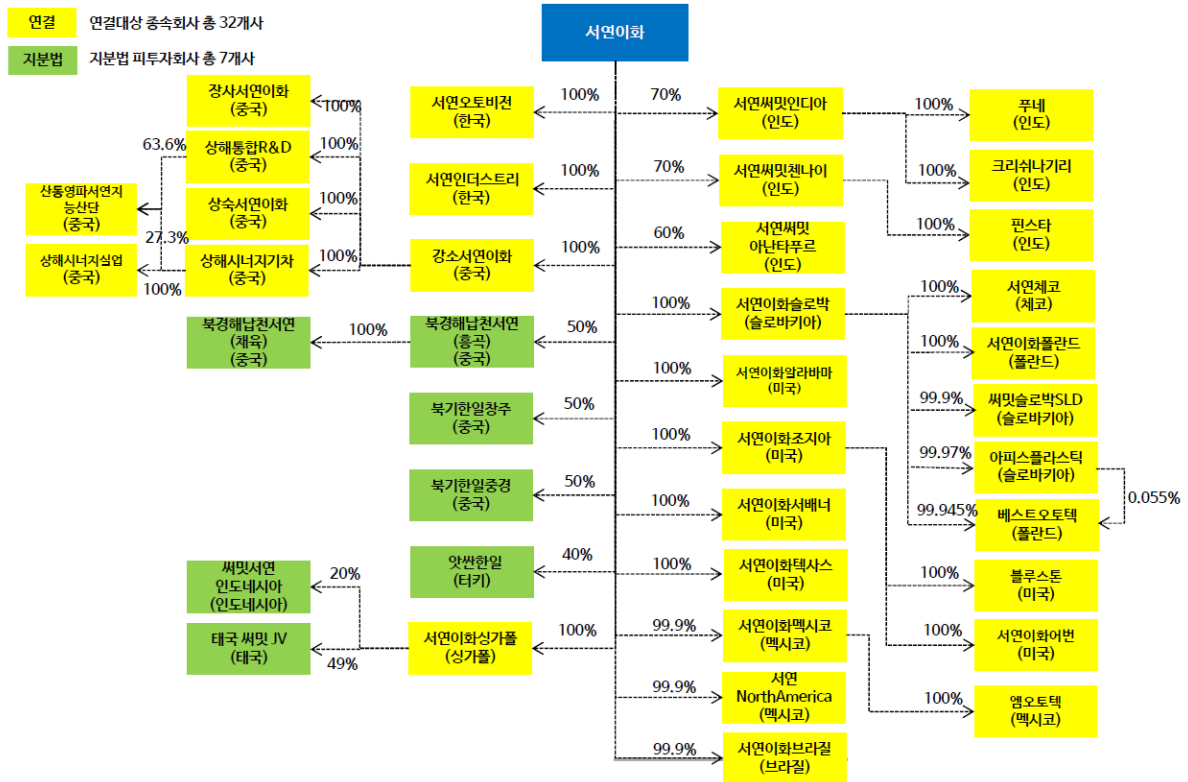 연결
연결대상 종속회사 총 32개사
지분법
지분법 피투자회사 총 7개사
서연이화
장사서연이화
(중국)
100%
상해통합R&D
(중국)
100%
63.6%
상숙서연이화
(중국)
산통영파서연지
능산단
(중국)
27.3%
상해시너지기차
(중국)
100%
상해시너지실업
(중국)
100%
북경해납천서연
(채육)
(중국)
100%
북경해납천서연
(흥곡)
(중국)
50%
서연오토비전
(한국)
100%
서연인더스트리
(한국)
100%
강소서연이화
(중국)
100%
북기한일창주
(중국)
50%
북기한일중경
(중국)
50%
앗싼한일
(터키)
40%
써밋서연
인도네시아
(인도네시아)
20%
태국 써밋 JV
(태국)
49%
서연이화싱가폴
(싱가폴)
100%
70%
서연써밋인디아
(인도)
70%
서연써밋첸나이
(인도)
60%
서연써밋
아난타푸르
(인도)
100%
서연이화슬로박
(슬로바키아)
100%
서연이화알라바마
(미국)
100%
서연이화조지아
(미국)
100%
서연이화서배너
(미국)
100%
서연이화텍사스
(미국)
99.9%
서연이화멕시코
(멕시코)
99.9%
서연
NorthAmerica
(멕시코)
99.9%
서연이화브라질
(브라질)
100%
푸네
(인도)
100%
크리쉬나기리
(인도)
100%
핀스타
(인도)
100%
서연체코
(체코)
100%
서연이화폴란드
(폴란드)
99.9%
써밋슬로박SLD
(슬로바키아)
99.97%
아피스플라스틱
(슬로바키아)
0.055%
99.945%
베스트오토텍
(폴란드)
100%
블루스톤
(미국)
100%
서연이화어번
(미국)
100%
엠오토텍
(멕시코)